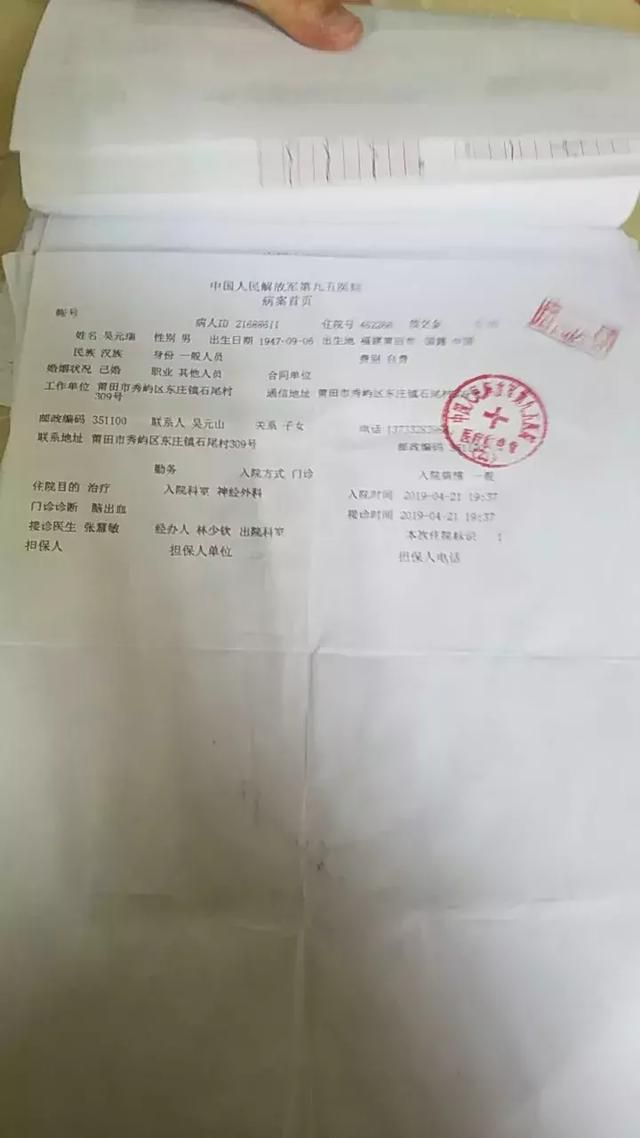 中国人民解放军第九五医院
病案首页
帐号
病人ID 21688611 住院号 462266
姓名 吴元瑞 性别 男 出生日期 1947-09-06 出生地 福建莆田市 国籍 中国
民族 汉族 身份 一般人员 费别 自费
婚姻状况 已婚 职业 其他人员 合同单位
工作单位 莆田市秀屿区东庄镇石尾村309号 通信地址 莆田市秀屿区东庄镇石尾
邮政编码 351100 联系人 吴元山 关系 子女 电话
联系地址 莆田市秀屿区东庄镇石尾村309号 邮政编码
勤务 入院方式 门诊 入院病情 一般
住院目的 治疗 入院科室 神经外科 入院时间 2019-04-21 19:37
门诊诊断 脑出血 接诊时间 2019-04-21 19:37
接诊医生 张慧敏 经办人 林少钦 出院科室 本次住院标识 1
担保人 担保人单位 担保人电话